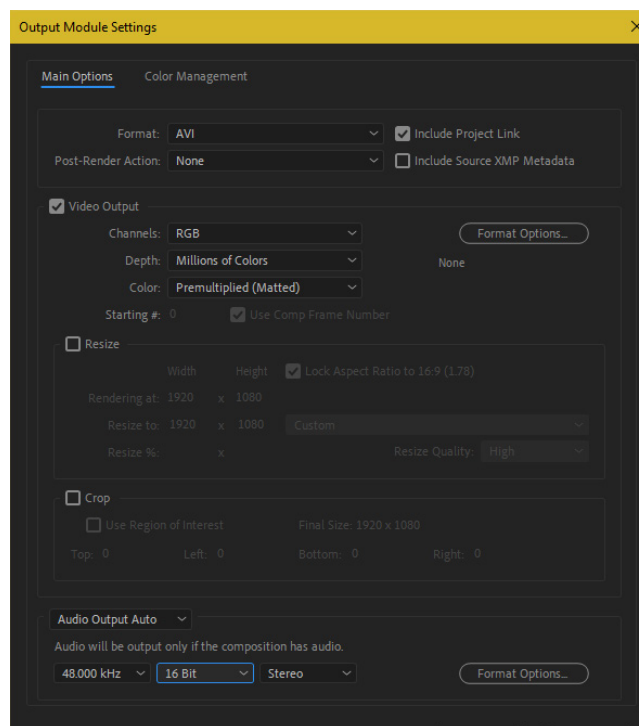 Output Module Settings
Main Options Color Management
Format: AVI Include Project Link
Post-Render Action: None Include Source XMP Metadata
Video Output
Channels: RGB Format Options...
Depth: Millions of Colors None
Color: Premultiplied (Matted)
Starting #: 0 Use Comp Frame Number
Resize
Width Height Lock Aspect Ratio to 16:9 (1.78)
Rendering at: 1920 x 1080
Resize to: 1920 x 1080 Custom
Resize %: x Resize Quality: High
Crop
Use Region of Interest Final Size: 1920 x 1080
Top: 0 Left: 0 Bottom: 0 Right: 0
Audio Output Auto
Audio will be output only if the composition has audio.
48.000 kHz 16 Bit Stereo Format Options...